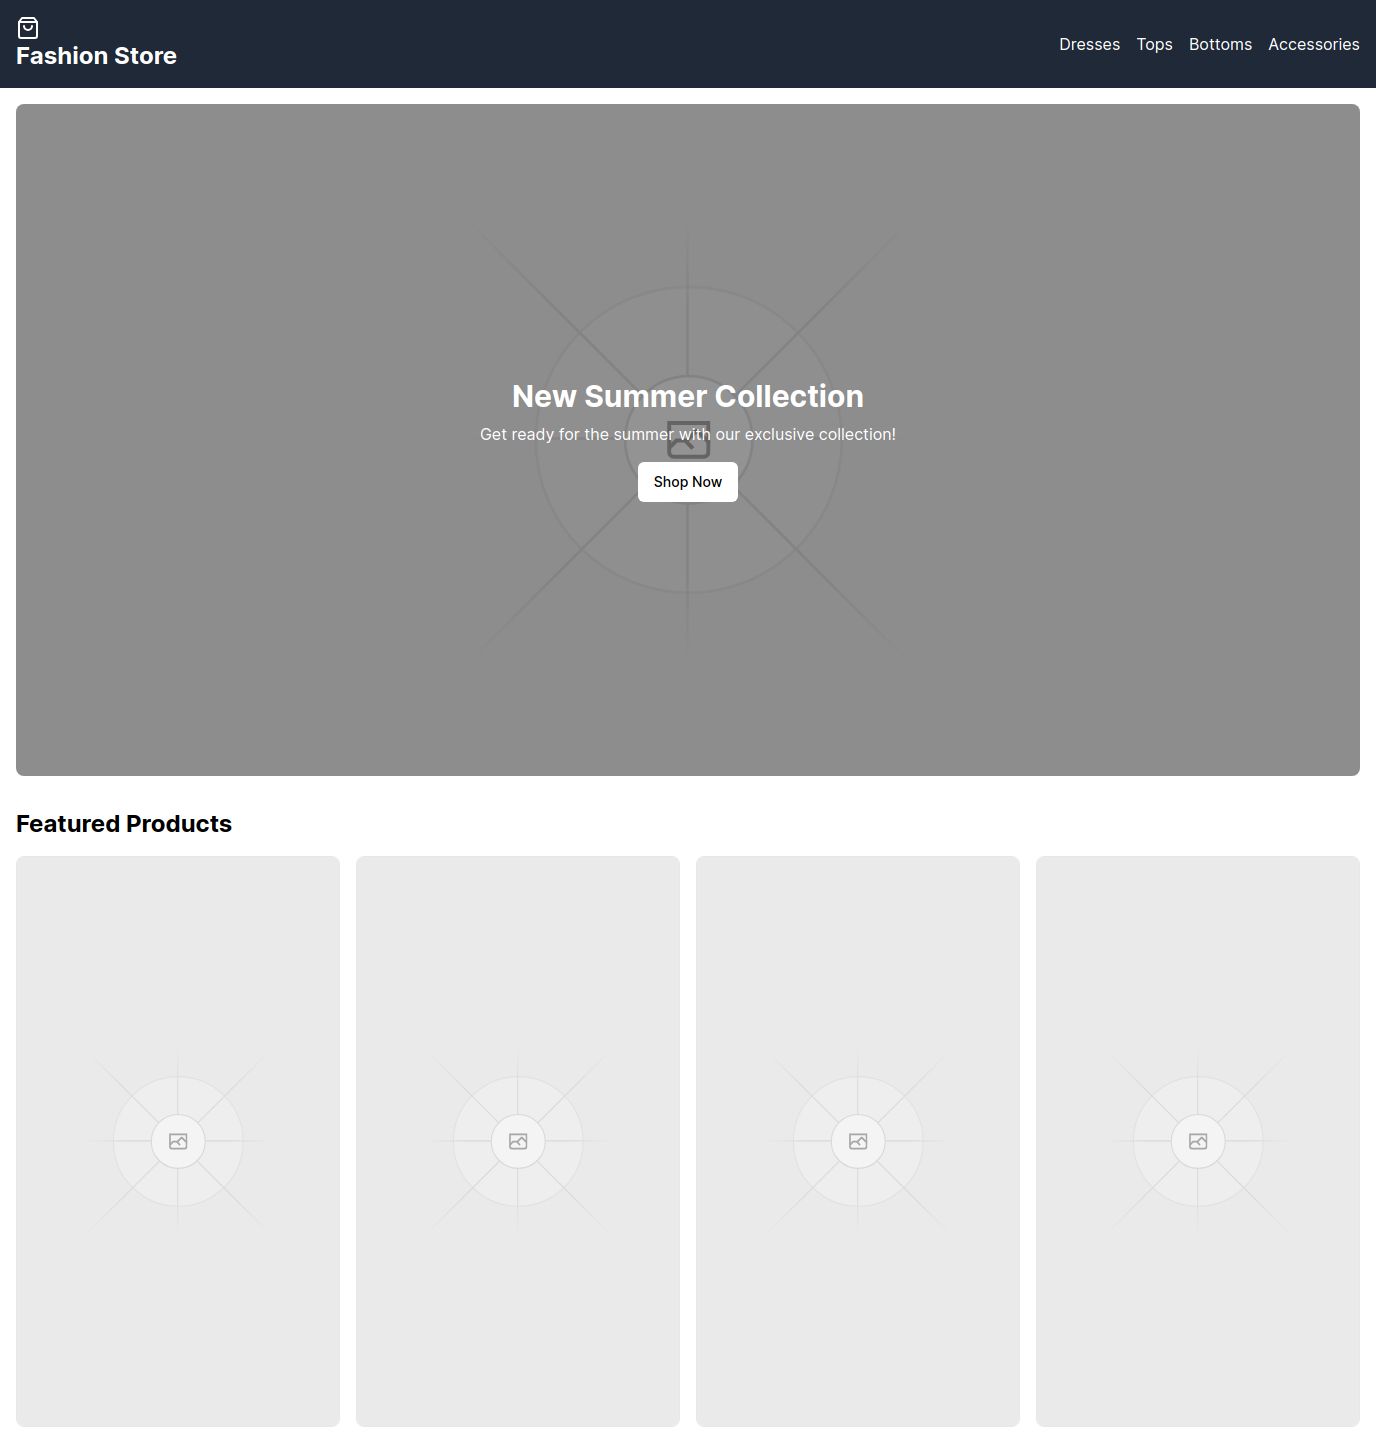 Fashion Store
Dresses Tops Bottoms Accessories
New Summer Collection
Get ready for the summer with our exclusive collection!
Shop Now
Featured Products